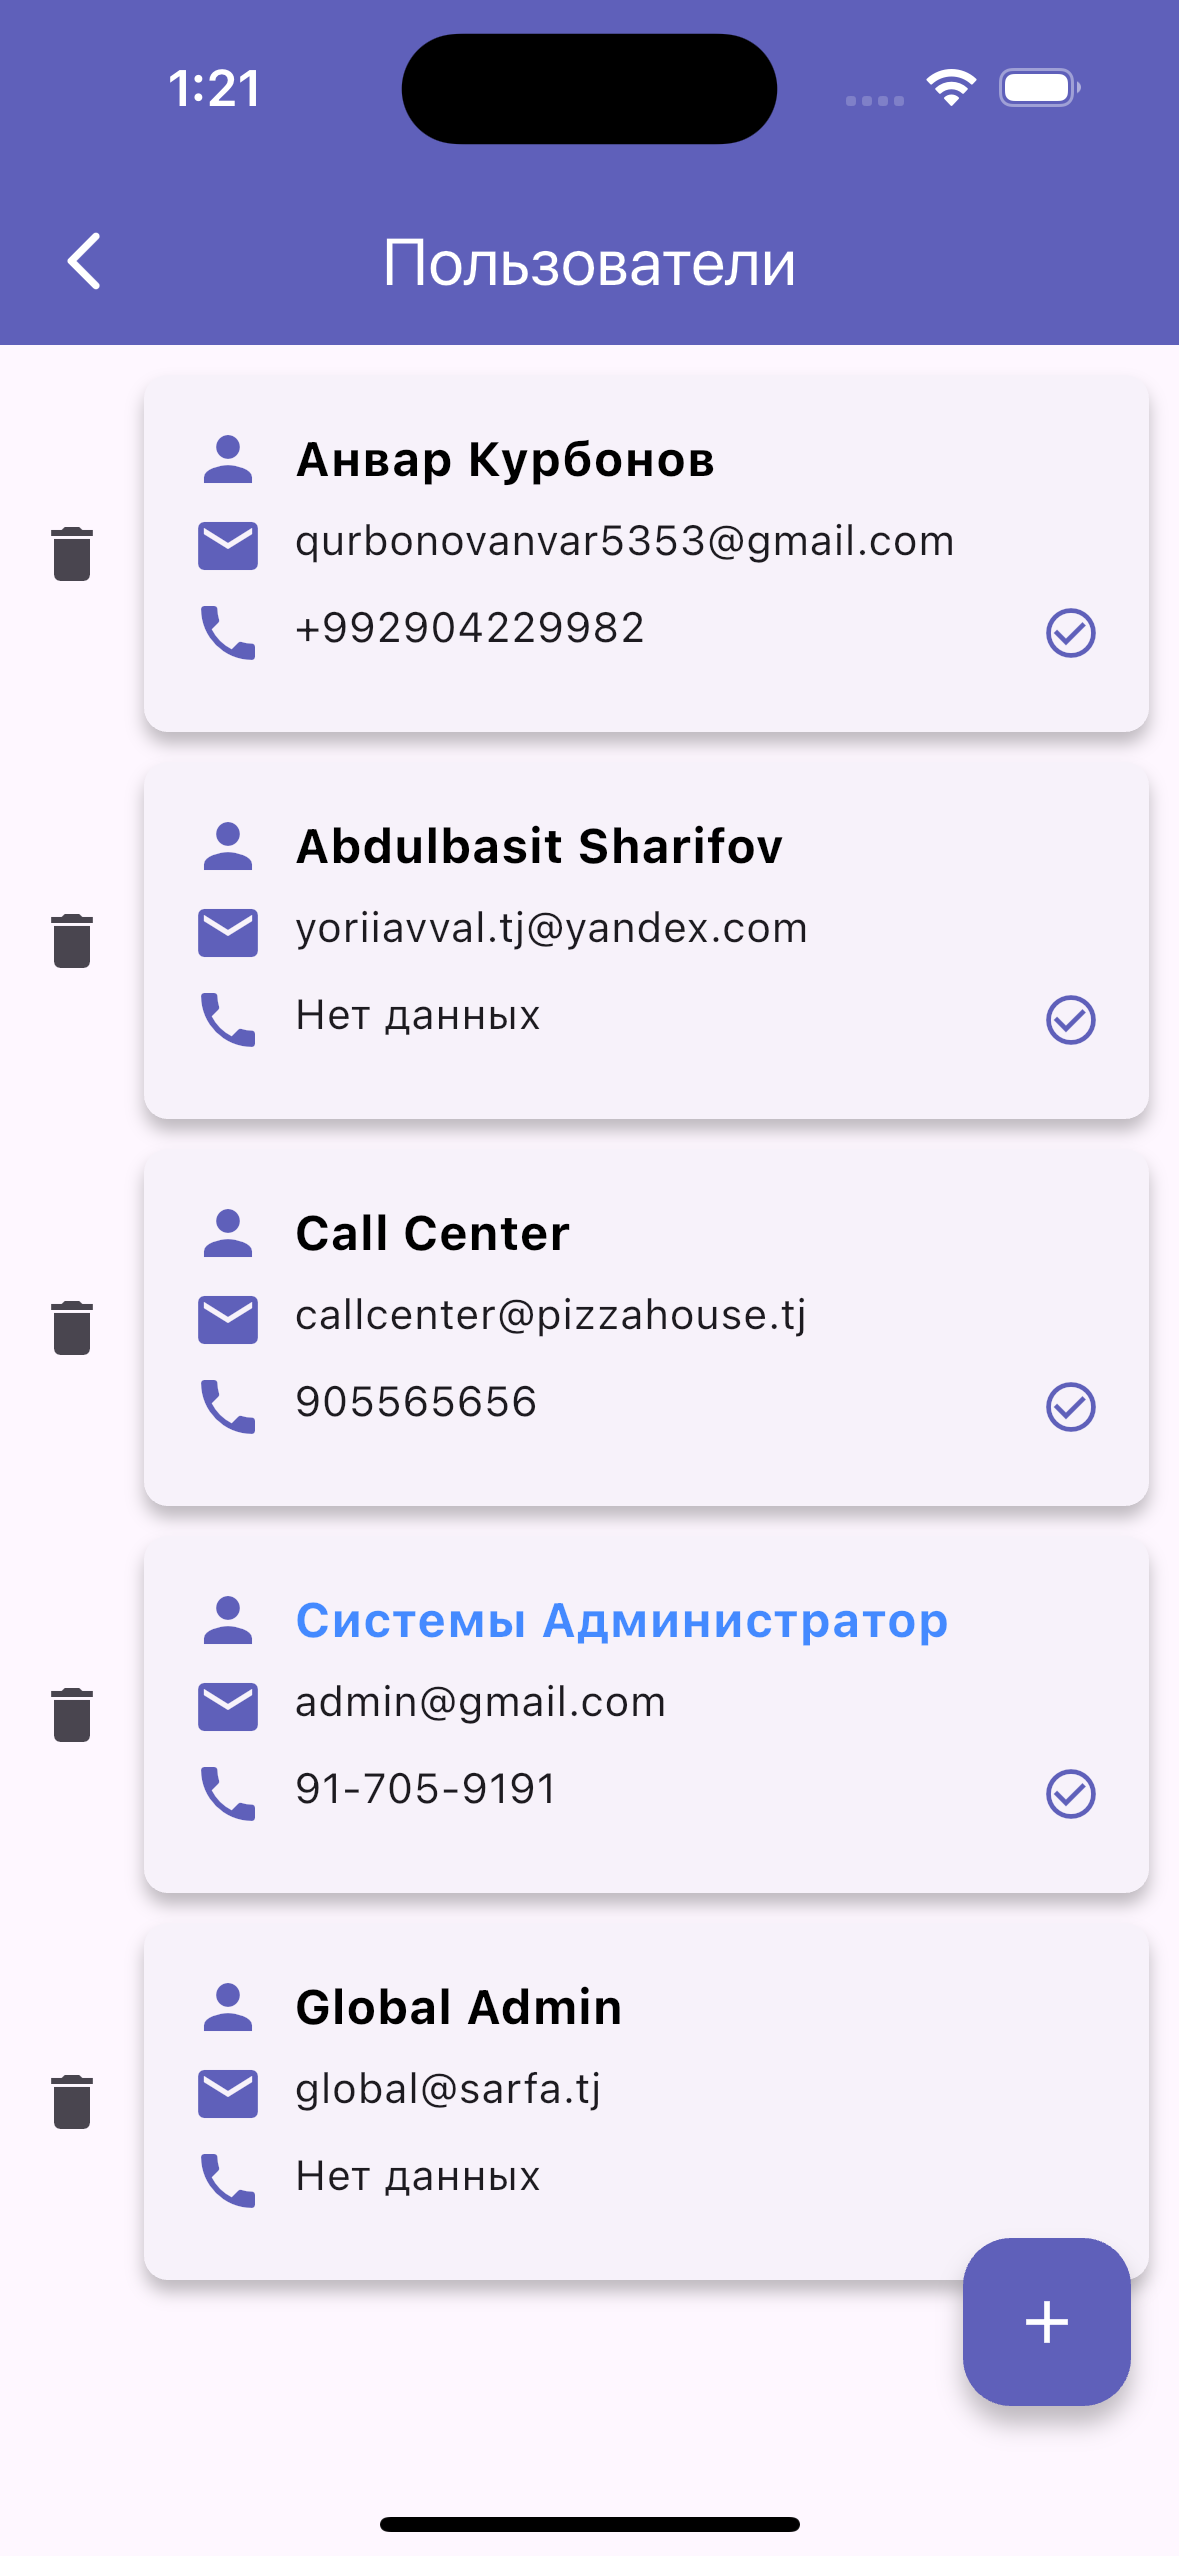 1:21
Пользователи
Анвар Курбонов
qurbonovanvar5353@gmail.com
+992904229982
Abdulbasit Sharifov
yoriiavval.tj@yandex.com
Нет данных
Call Center
callcenter@pizzahouse.tj
905565656
Системы Администратор
admin@gmail.com
91-705-9191
Global Admin
global@sarfa.tj
Нет данных